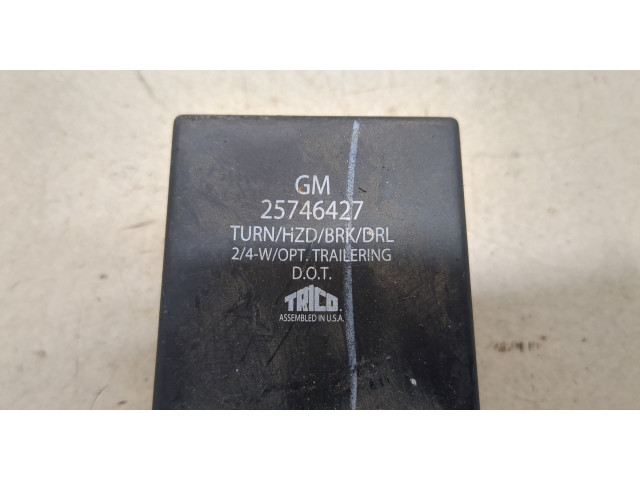 GM
25746427
TURN/HZD/BRK/DRL
2/4-W/OPT. TRAILERING
D.O.T.
TRICO.
ASSEMBLED IN U.S.A.